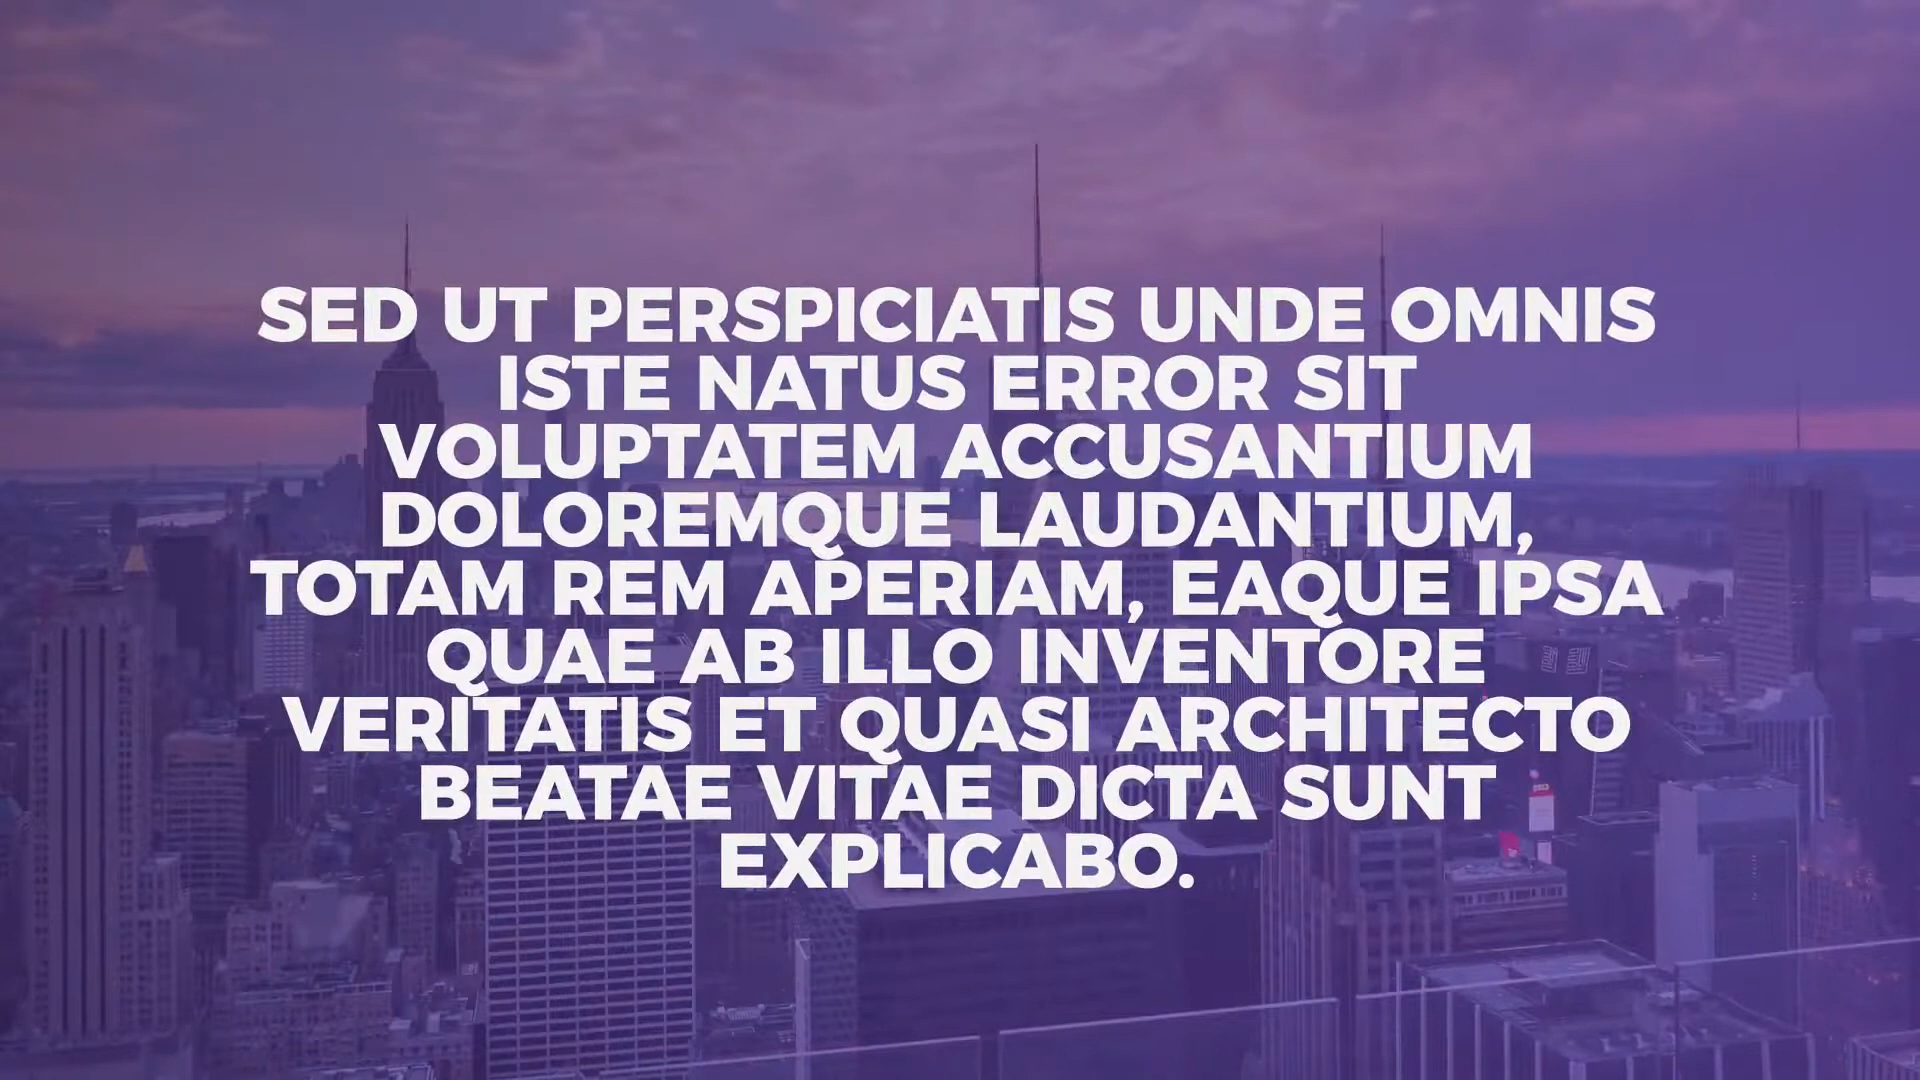 SED UT PERSPICIATIS UNDE OMNIS
ISTE NATUS ERROR SIT
VOLUPTATEM ACCUSANTIUM
DOLOREMQUE LAUDANTIUM,
TOTAM REM APERIAM, EAQUE IPSA
QUAE AB ILLO INVENTORE
VERITATIS ET QUASI ARCHITECTO
BEATAE VITAE DICTA SUNT
EXPLICABO.